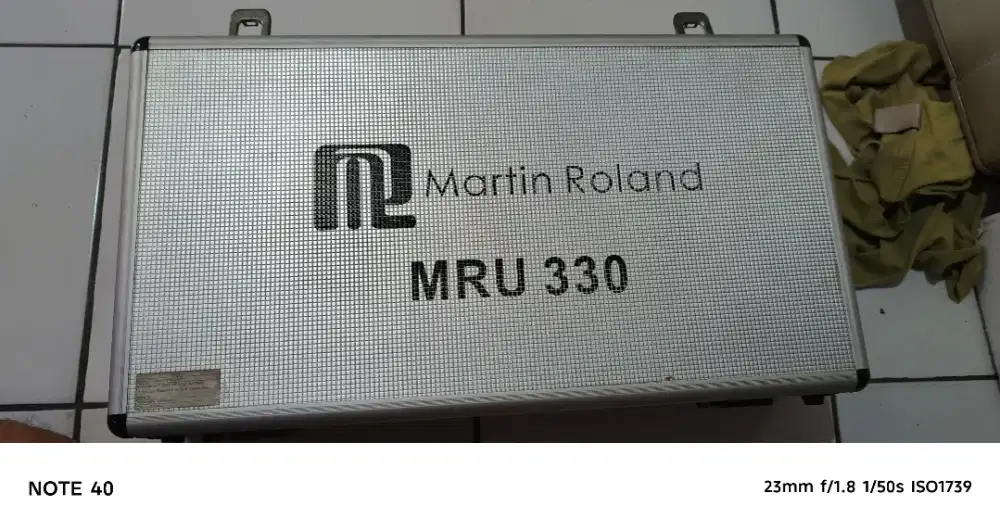 Martin Roland
MRU 330
NOTE 40
23mm f/1.8 1/50s ISO1739